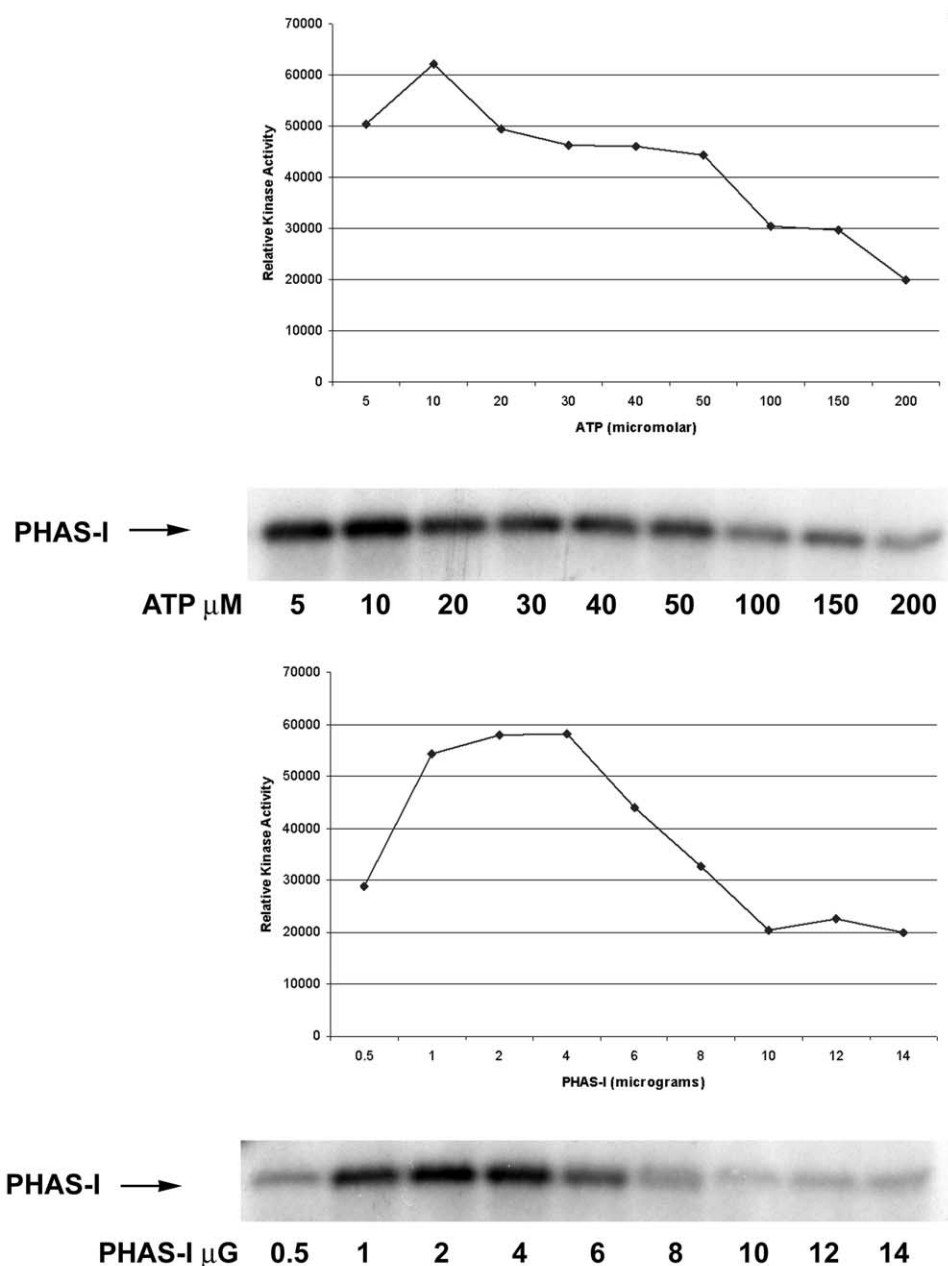 70000
60000
50000
40000
30000
20000
10000
0
Relative Kinase Activity
5 10 20 30 40 50 100 150 200
ATP (micromolar)
PHAS-I
ATP μM 5 10 20 30 40 50 100 150 200
70000
60000
50000
40000
30000
20000
10000
0
Relative Kinase Activity
0.5 1 2 4 6 8 10 12 14
PHAS-I (micrograms)
PHAS-I
PHAS-I μG 0.5 1 2 4 6 8 10 12 14